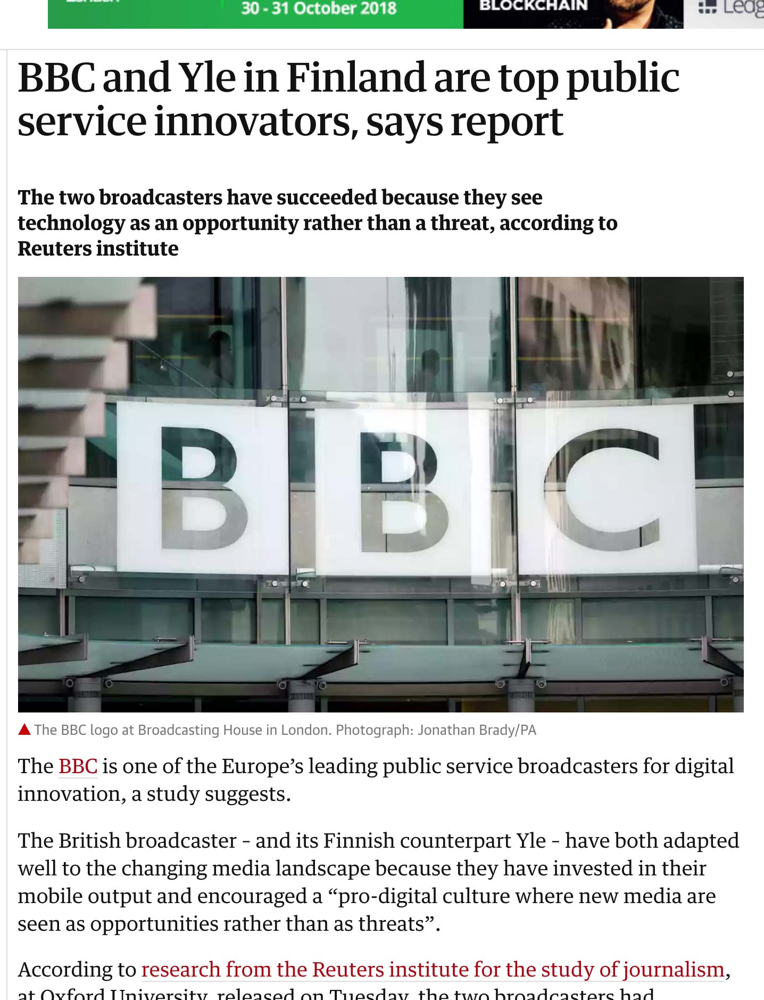 30 - 31 October 2018
BLOCKCHAIN
BBC and Yle in Finland are top public
service innovators, says report
The two broadcasters have succeeded because they see
technology as an opportunity rather than a threat, according to
Reuters institute
BBC
The BBC logo at Broadcasting House in London. Photograph: Jonathan Brady/PA
The BBC is one of the Europe’s leading public service broadcasters for digital
innovation, a study suggests.
The British broadcaster – and its Finnish counterpart Yle – have both adapted
well to the changing media landscape because they have invested in their
mobile output and encouraged a “pro-digital culture where new media are
seen as opportunities rather than as threats”.
According to research from the Reuters institute for the study of journalism,
at Oxford University, released on Tuesday, the two broadcasters had